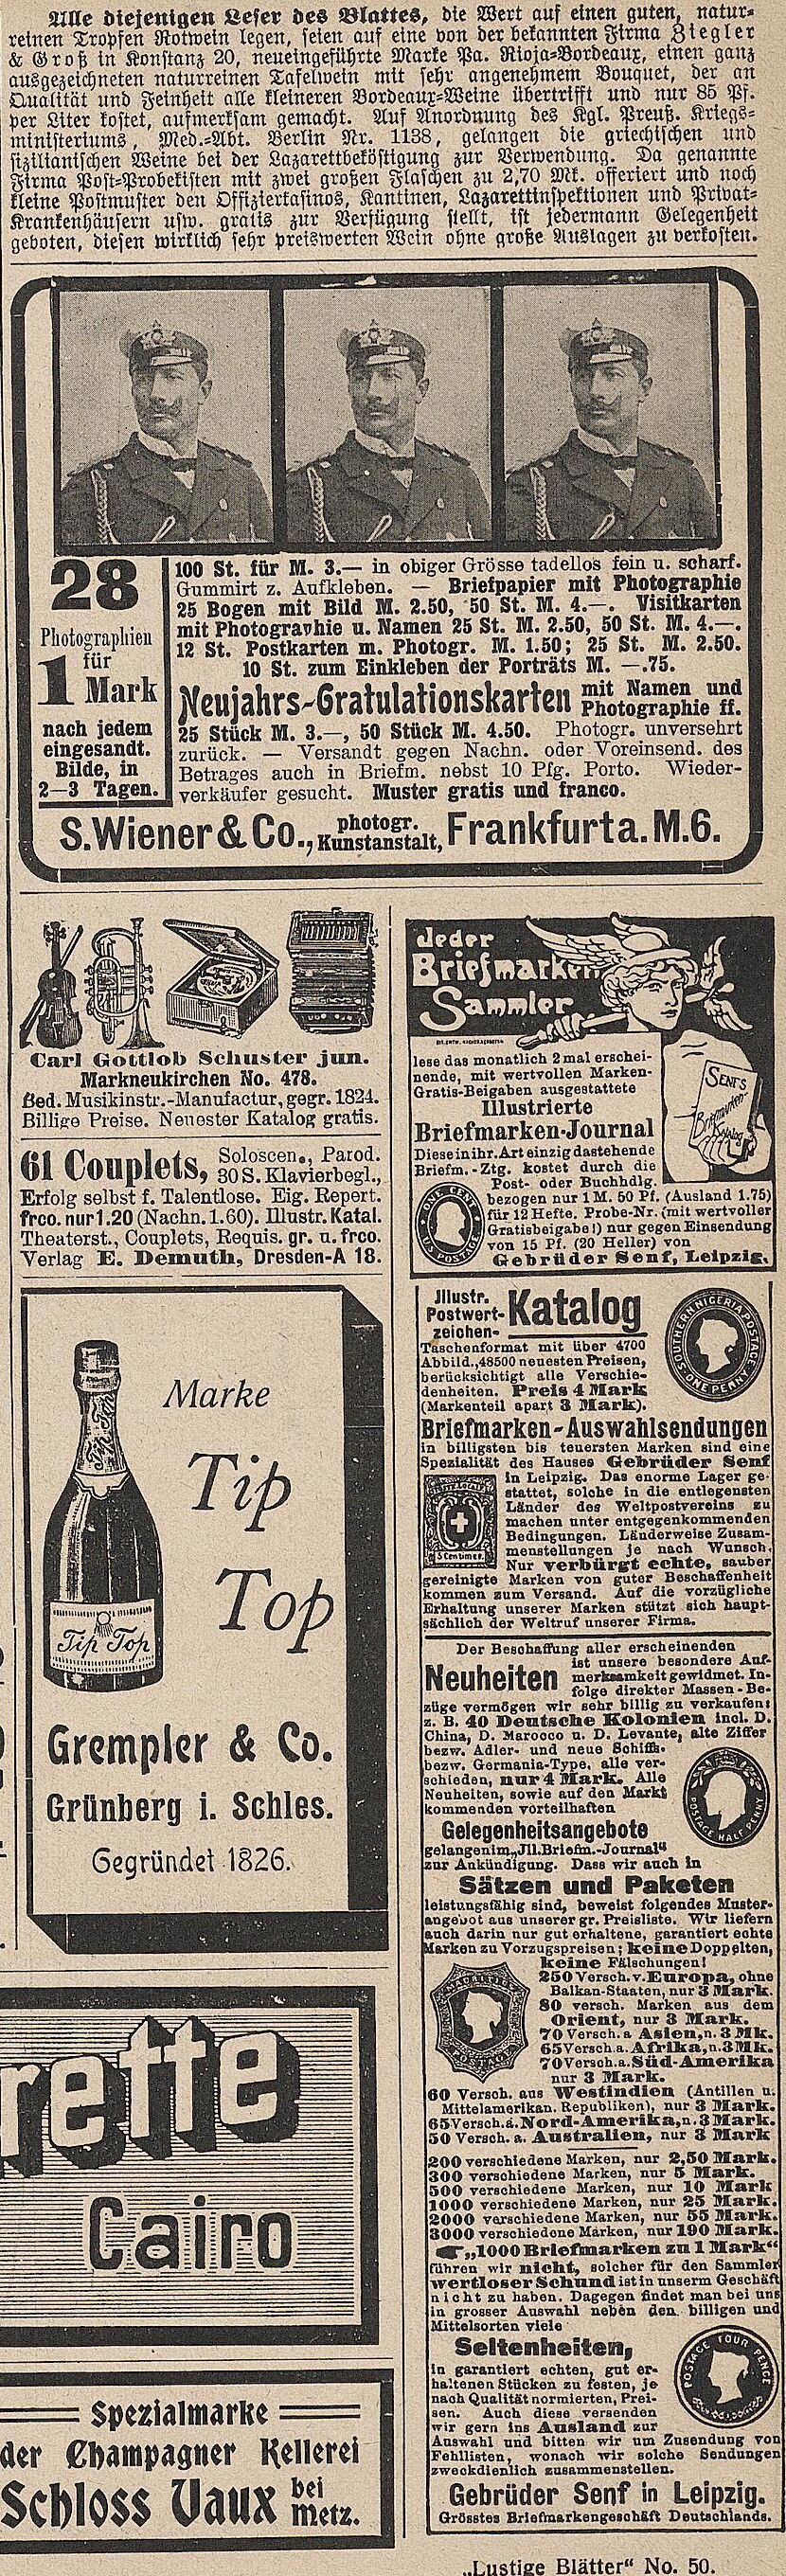 Alle diejenigen Leser des Blattes, die Wert auf einen guten, natur-
reinen Tropfen Rotwein legen, seien auf eine von der bekannten Firma Ziegler
& Groß in Konstanz 20, neueingeführte Marke Pa. Rioja-Bordeaux, einen ganz
ausgezeichneten naturreinen Tafelwein mit sehr angenehmem Bouquet, der an
Qualität und Feinheit alle kleineren Bordeaux-Weine übertrifft und nur 85 Pf.
per Liter kostet, aufmerksam gemacht. Auf Anordnung des Kgl. Preuß. Kriegs-
ministeriums, Med.-Abt. Berlin Nr. 1138, gelangen die griechischen und
sizilianischen Weine bei der Lazarettbeköstigung zur Verwendung. Da genannte
Firma Post-Probekisten mit zwei großen Flaschen zu 2,70 Mk. offeriert und noch
kleine Postmuster den Offizierkasinos, Kantinen, Lazarettinspektionen und Privat-
Krankenhäusern usw. gratis zur Verfügung stellt, ist jedermann Gelegenheit
geboten, diesen wirklich sehr preiswerten Wein ohne große Auslagen zu verkosten.
28
Photographien
für
1 Mark
nach jedem
eingesandt.
Bilde, in
2—3 Tagen.
100 St. für M. 3.— in obiger Grösse tadellos fein u. scharf.
Gummirt z. Aufkleben. — Briefpapier mit Photographie
25 Bogen mit Bild M. 2.50, 50 St. M. 4.—. Visitkarten
mit Photographie u. Namen 25 St. M. 2.50, 50 St. M. 4.—.
12 St. Postkarten m. Photogr. M. 1.50; 25 St. M. 2.50.
10 St. zum Einkleben der Porträts M. —.75.
Neujahrs-Gratulationskarten mit Namen und
Photographie ff.
25 Stück M. 3.—, 50 Stück M. 4.50. Photogr. unversehrt
zurück. — Versandt gegen Nachn. oder Voreinsend. des
Betrages auch in Briefm. nebst 10 Pfg. Porto. Wieder-
verkäufer gesucht. Muster gratis und franco.
S. Wiener & Co., photogr. Kunstanstalt, Frankfurt a. M. 6.
Carl Gottlob Schuster jun.
Markneukirchen No. 478.
Bed. Musikinstr.-Manufactur, gegr. 1824.
Billige Preise. Neuester Katalog gratis.
61 Couplets, Soloscen., Parod.
30 S. Klavierbegl.,
Erfolg selbst f. Talentlose. Eig. Repert.
frco. nur 1.20 (Nachn. 1.60). Illustr. Katal.
Theaterst., Couplets, Requis. gr. u. frco.
Verlag E. Demuth, Dresden-A 18.
Marke
Tip
Top
Tip Top
Grempler & Co.
Grünberg i. Schles.
Gegründet 1826.
rette
Cairo
Spezialmarke
der Champagner Kellerei
Schloss Vaux bei Metz.
Jeder
Briefmarken
Sammler
SENF'S
Briefmarken-
Katalog
lese das monatlich 2 mal erschei-
nende, mit wertvollen Marken-
Gratis-Beigaben ausgestattete
Illustrierte
Briefmarken-Journal
Diese in ihr. Art einzig dastehende
Briefm.-Ztg. kostet durch die
Post- oder Buchhdlg.
bezogen nur 1 M. 50 Pf. (Ausland 1.75)
für 12 Hefte. Probe-Nr. (mit wertvoller
Gratisbeigabe!) nur gegen Einsendung
von 15 Pf. (20 Heller) von
Gebrüder Senf, Leipzig.
ONE CENT
U.S. POSTAGE
Jllustr.
Postwert-
zeichen-
Katalog
SOUTHERN NIGERIA POSTAGE
ONE PENNY
Taschenformat mit über 4700
Abbild., 48500 neuesten Preisen,
berücksichtigt alle Verschie-
denheiten. Preis 4 Mark
(Markenteil apart 3 Mark).
Briefmarken-Auswahlsendungen
in billigsten bis teuersten Marken sind eine
Spezialität des Hauses Gebrüder Senf
in Leipzig. Das enorme Lager ge-
stattet, solche in die entlegensten
Länder des Weltpostvereins zu
machen unter entgegenkommenden
Bedingungen. Länderweise Zusam-
menstellungen je nach Wunsch.
Nur verbürgt echte, sauber
gereinigte Marken von guter Beschaffenheit
kommen zum Versand. Auf die vorzügliche
Erhaltung unserer Marken stützt sich haupt-
sächlich der Weltruf unserer Firma.
5 Centimes
Der Beschaffung aller erscheinenden
Neuheiten ist unsere besondere Auf-
merksamkeit gewidmet. In-
folge direkter Massen-Be-
züge vermögen wir sehr billig zu verkaufen:
z. B. 40 Deutsche Kolonien incl. D.
China, D. Marocco u. D. Levante, alte Ziffer
bezw. Adler- und neue Schiffs-
bezw. Germania-Type, alle ver-
schieden, nur 4 Mark. Alle
Neuheiten, sowie auf den Markt
kommenden vorteilhaften
Gelegenheitsangebote
gelangen im „Jll. Briefm.-Journal"
zur Ankündigung. Dass wir auch in
POSTAGE HALF PENNY
Sätzen und Paketen
leistungsfähig sind, beweist folgendes Muster-
angebot aus unserer gr. Preisliste. Wir liefern
auch darin nur gut erhaltene, garantiert echte
Marken zu Vorzugspreisen; keine Doppelten,
keine Fälschungen!
250 Versch. v. Europa, ohne
Balkan-Staaten, nur 3 Mark.
80 versch. Marken aus dem
Orient, nur 3 Mark.
70 Versch. a Asien, n. 3 Mk.
65 Versch. a. Afrika, n. 3 Mk.
70 Versch. a. Süd-Amerika
nur 3 Mark.
60 Versch. aus Westindien (Antillen u.
Mittelamerikan. Republiken), nur 3 Mark.
65 Versch. a. Nord-Amerika, n. 3 Mark.
50 Versch. a. Australien, nur 3 Mark
200 verschiedene Marken, nur 2,50 Mark.
300 verschiedene Marken, nur 5 Mark.
500 verschiedene Marken, nur 10 Mark
1000 verschiedene Marken, nur 25 Mark.
2000 verschiedene Marken, nur 55 Mark.
3000 verschiedene Marken, nur 190 Mark.
☛ „1000 Briefmarken zu 1 Mark"
führen wir nicht, solcher für den Sammler
wertloser Schund ist in unserm Geschäft
nicht zu haben. Dagegen findet man bei uns
in grosser Auswahl neben den billigen und
Mittelsorten viele
Seltenheiten,
in garantiert echten, gut er-
haltenen Stücken zu festen, je
nach Qualität normierten, Prei-
sen. Auch diese versenden
wir gern ins Ausland zur
Auswahl und bitten wir um Zusendung von
Fehllisten, wonach wir solche Sendungen
zweckdienlich zusammenstellen.
POSTAGE FOUR PENCE
Gebrüder Senf in Leipzig.
Grösstes Briefmarkengeschäft Deutschlands.
„Lustige Blätter" No. 50.